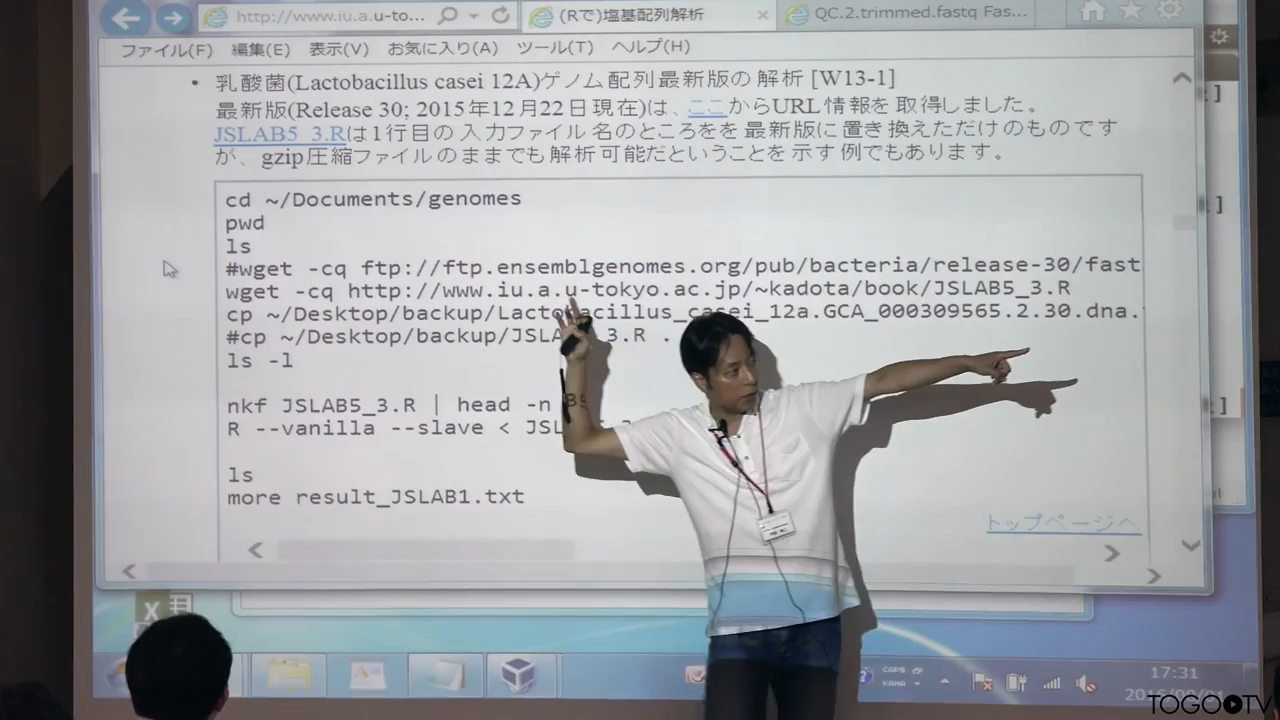 http://www.iu.a.u-to...
(Rで)塩基配列解析
QC.2.trimmed.fastq Fas...
ファイル(F) 編集(E) 表示(V) お気に入り(A) ツール(T) ヘルプ(H)
• 乳酸菌(Lactobacillus casei 12A)ゲノム配列最新版の解析 [W13-1]
最新版(Release 30; 2015年12月22日現在)は、ここからURL情報を取得しました。
JSLAB5_3.Rは1行目の入力ファイル名のところをを最新版に置き換えただけのものです
が、gzip圧縮ファイルのままでも解析可能だということを示す例でもあります。
cd ~/Documents/genomes
pwd
ls
#wget -cq ftp://ftp.ensemblgenomes.org/pub/bacteria/release-30/fast
wget -cq http://www.iu.a.u-tokyo.ac.jp/~kadota/book/JSLAB5_3.R
cp ~/Desktop/backup/Lactobacillus_casei_12a.GCA_000309565.2.30.dna.
#cp ~/Desktop/backup/JSLA 3.R .
ls -l
nkf JSLAB5_3.R | head -n
R --vanilla --slave < JSL
ls
more result_JSLAB1.txt
トップページへ
CAPS
KANA
17:31
TOGOTV